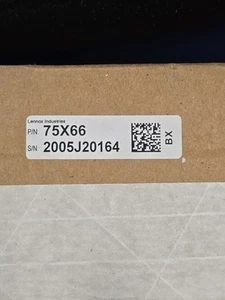 Lennox Industries
P/N: 75X66
S/N: 2005J20164
BX